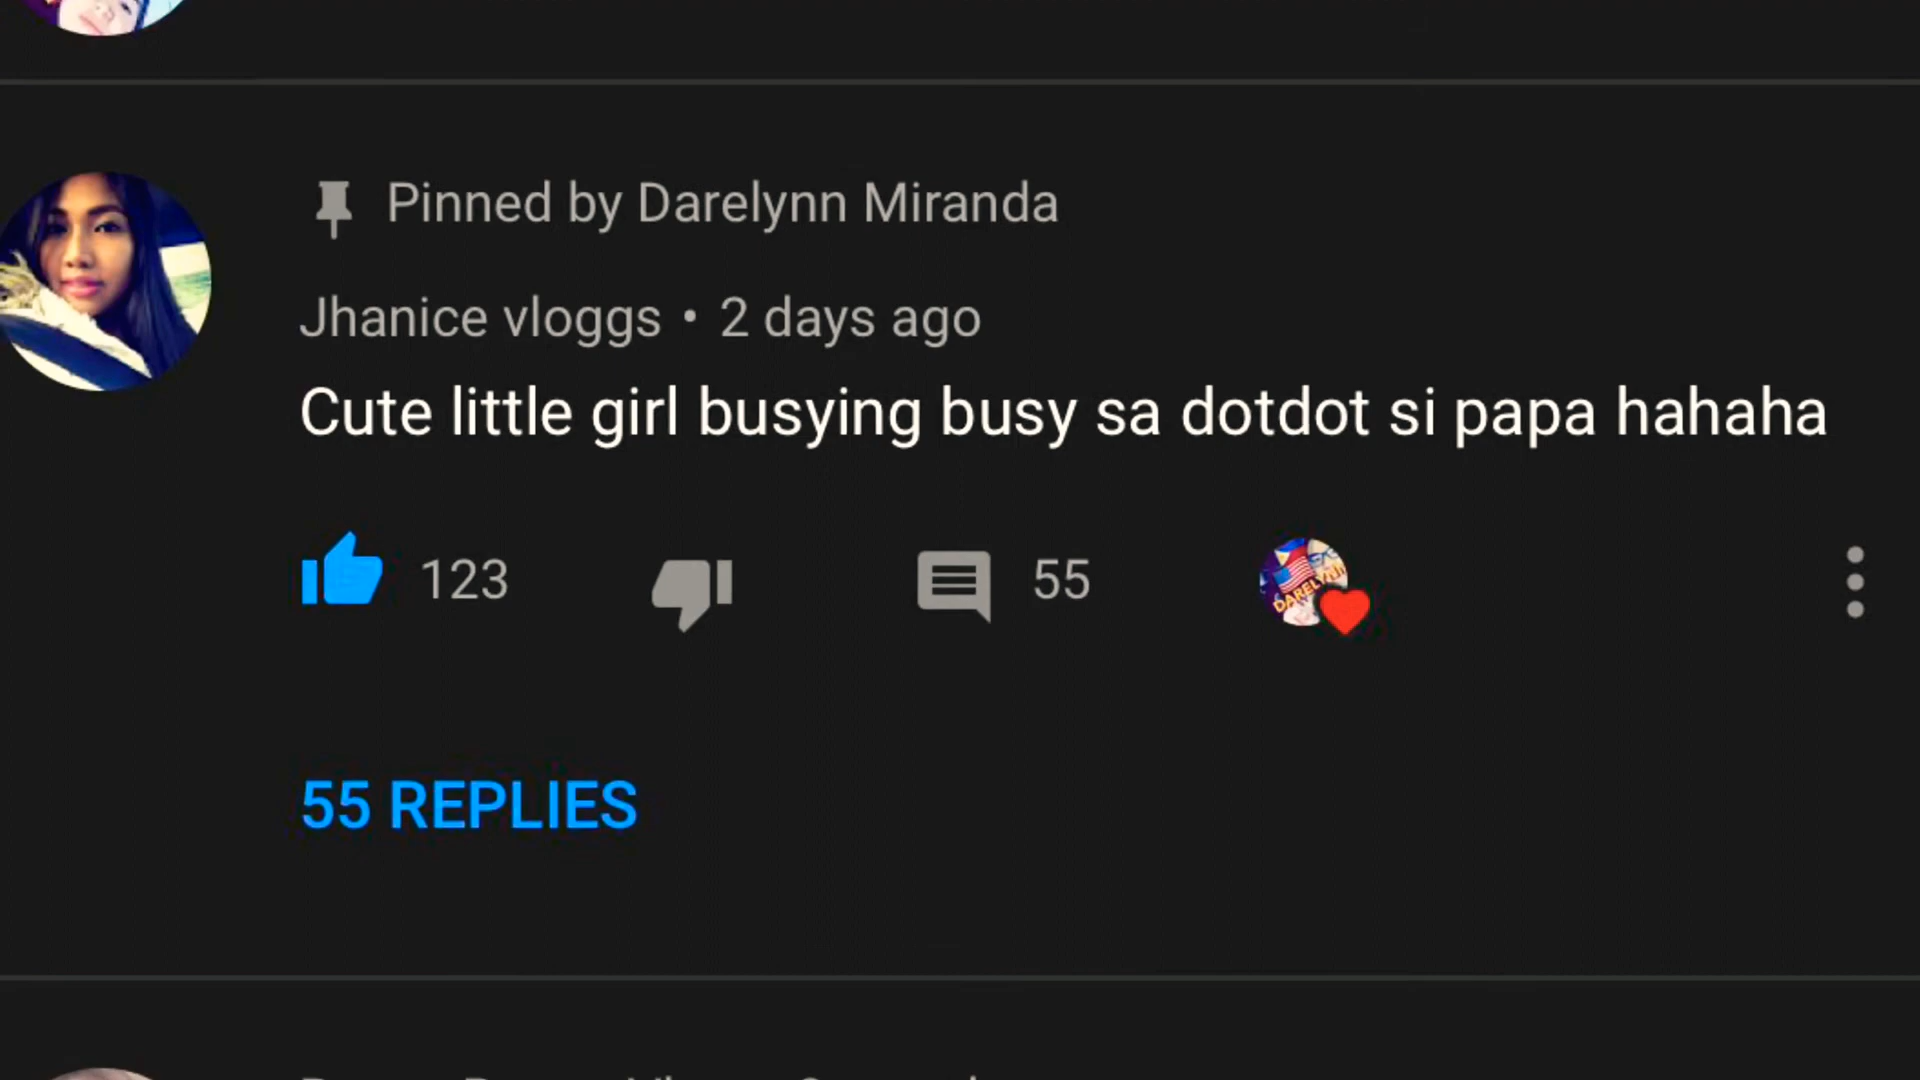 Pinned by Darelynn Miranda
Jhanice vloggs • 2 days ago
Cute little girl busying busy sa dotdot si papa hahaha
123
55
55 REPLIES